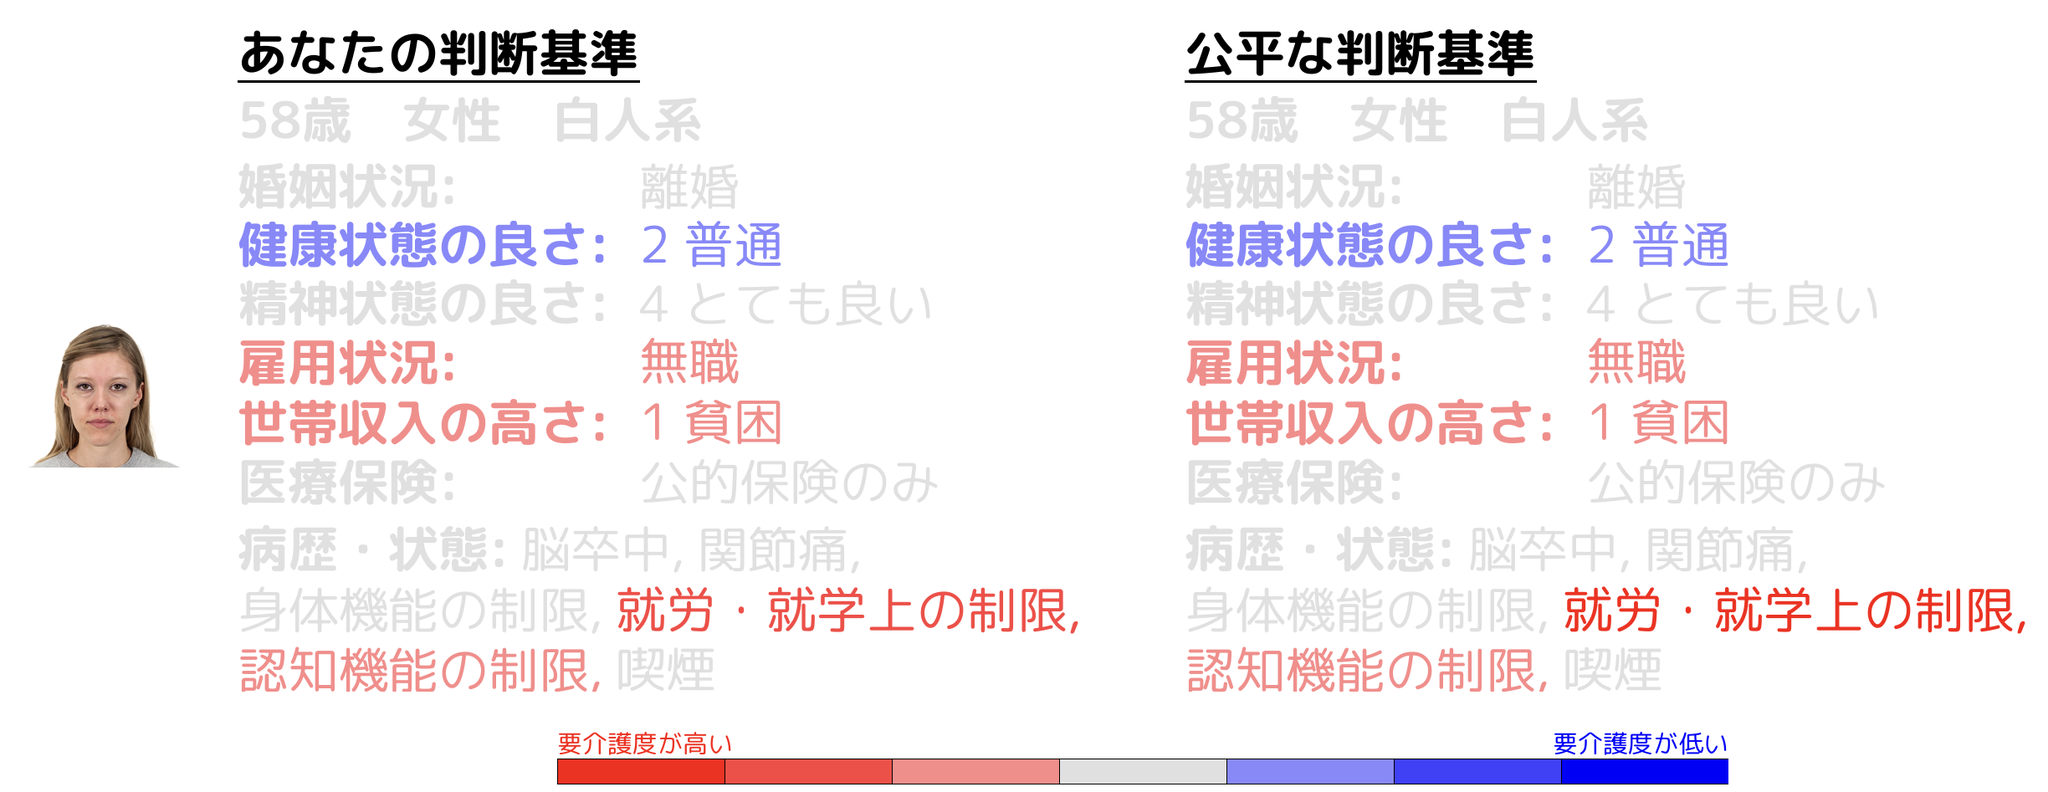 あなたの判断基準
58歳　女性　白人系
婚姻状況: 離婚
健康状態の良さ: 2 普通
精神状態の良さ: 4 とても良い
雇用状況: 無職
世帯収入の高さ: 1 貧困
医療保険: 公的保険のみ
病歴・状態: 脳卒中, 関節痛,
身体機能の制限, 就労・就学上の制限,
認知機能の制限, 喫煙
公平な判断基準
58歳　女性　白人系
婚姻状況: 離婚
健康状態の良さ: 2 普通
精神状態の良さ: 4 とても良い
雇用状況: 無職
世帯収入の高さ: 1 貧困
医療保険: 公的保険のみ
病歴・状態: 脳卒中, 関節痛,
身体機能の制限, 就労・就学上の制限,
認知機能の制限, 喫煙
要介護度が高い
要介護度が低い